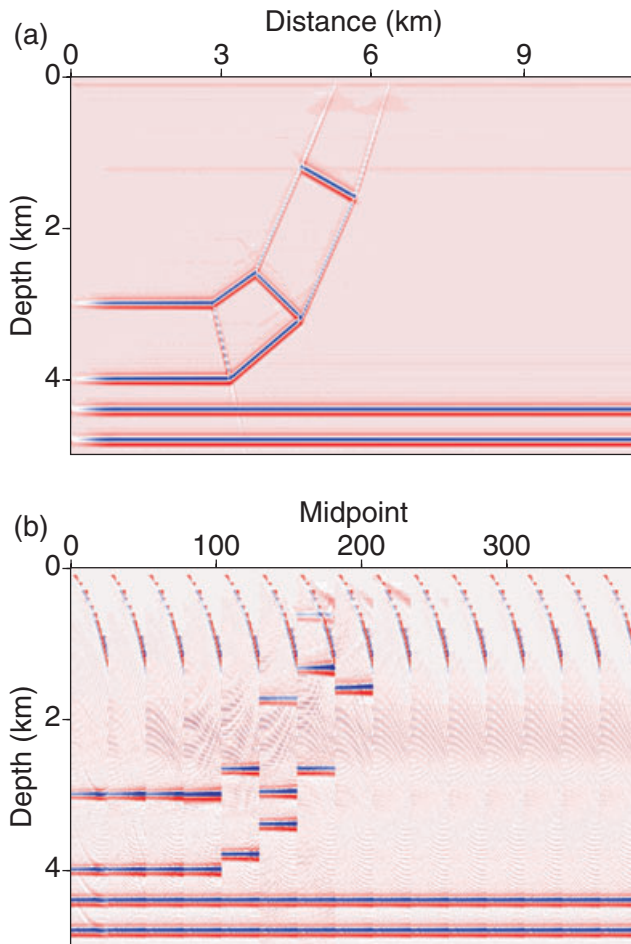 (a)
Distance (km)
0 3 6 9
0
2
4
Depth (km)
(b)
Midpoint
0 100 200 300
0
2
4
Depth (km)